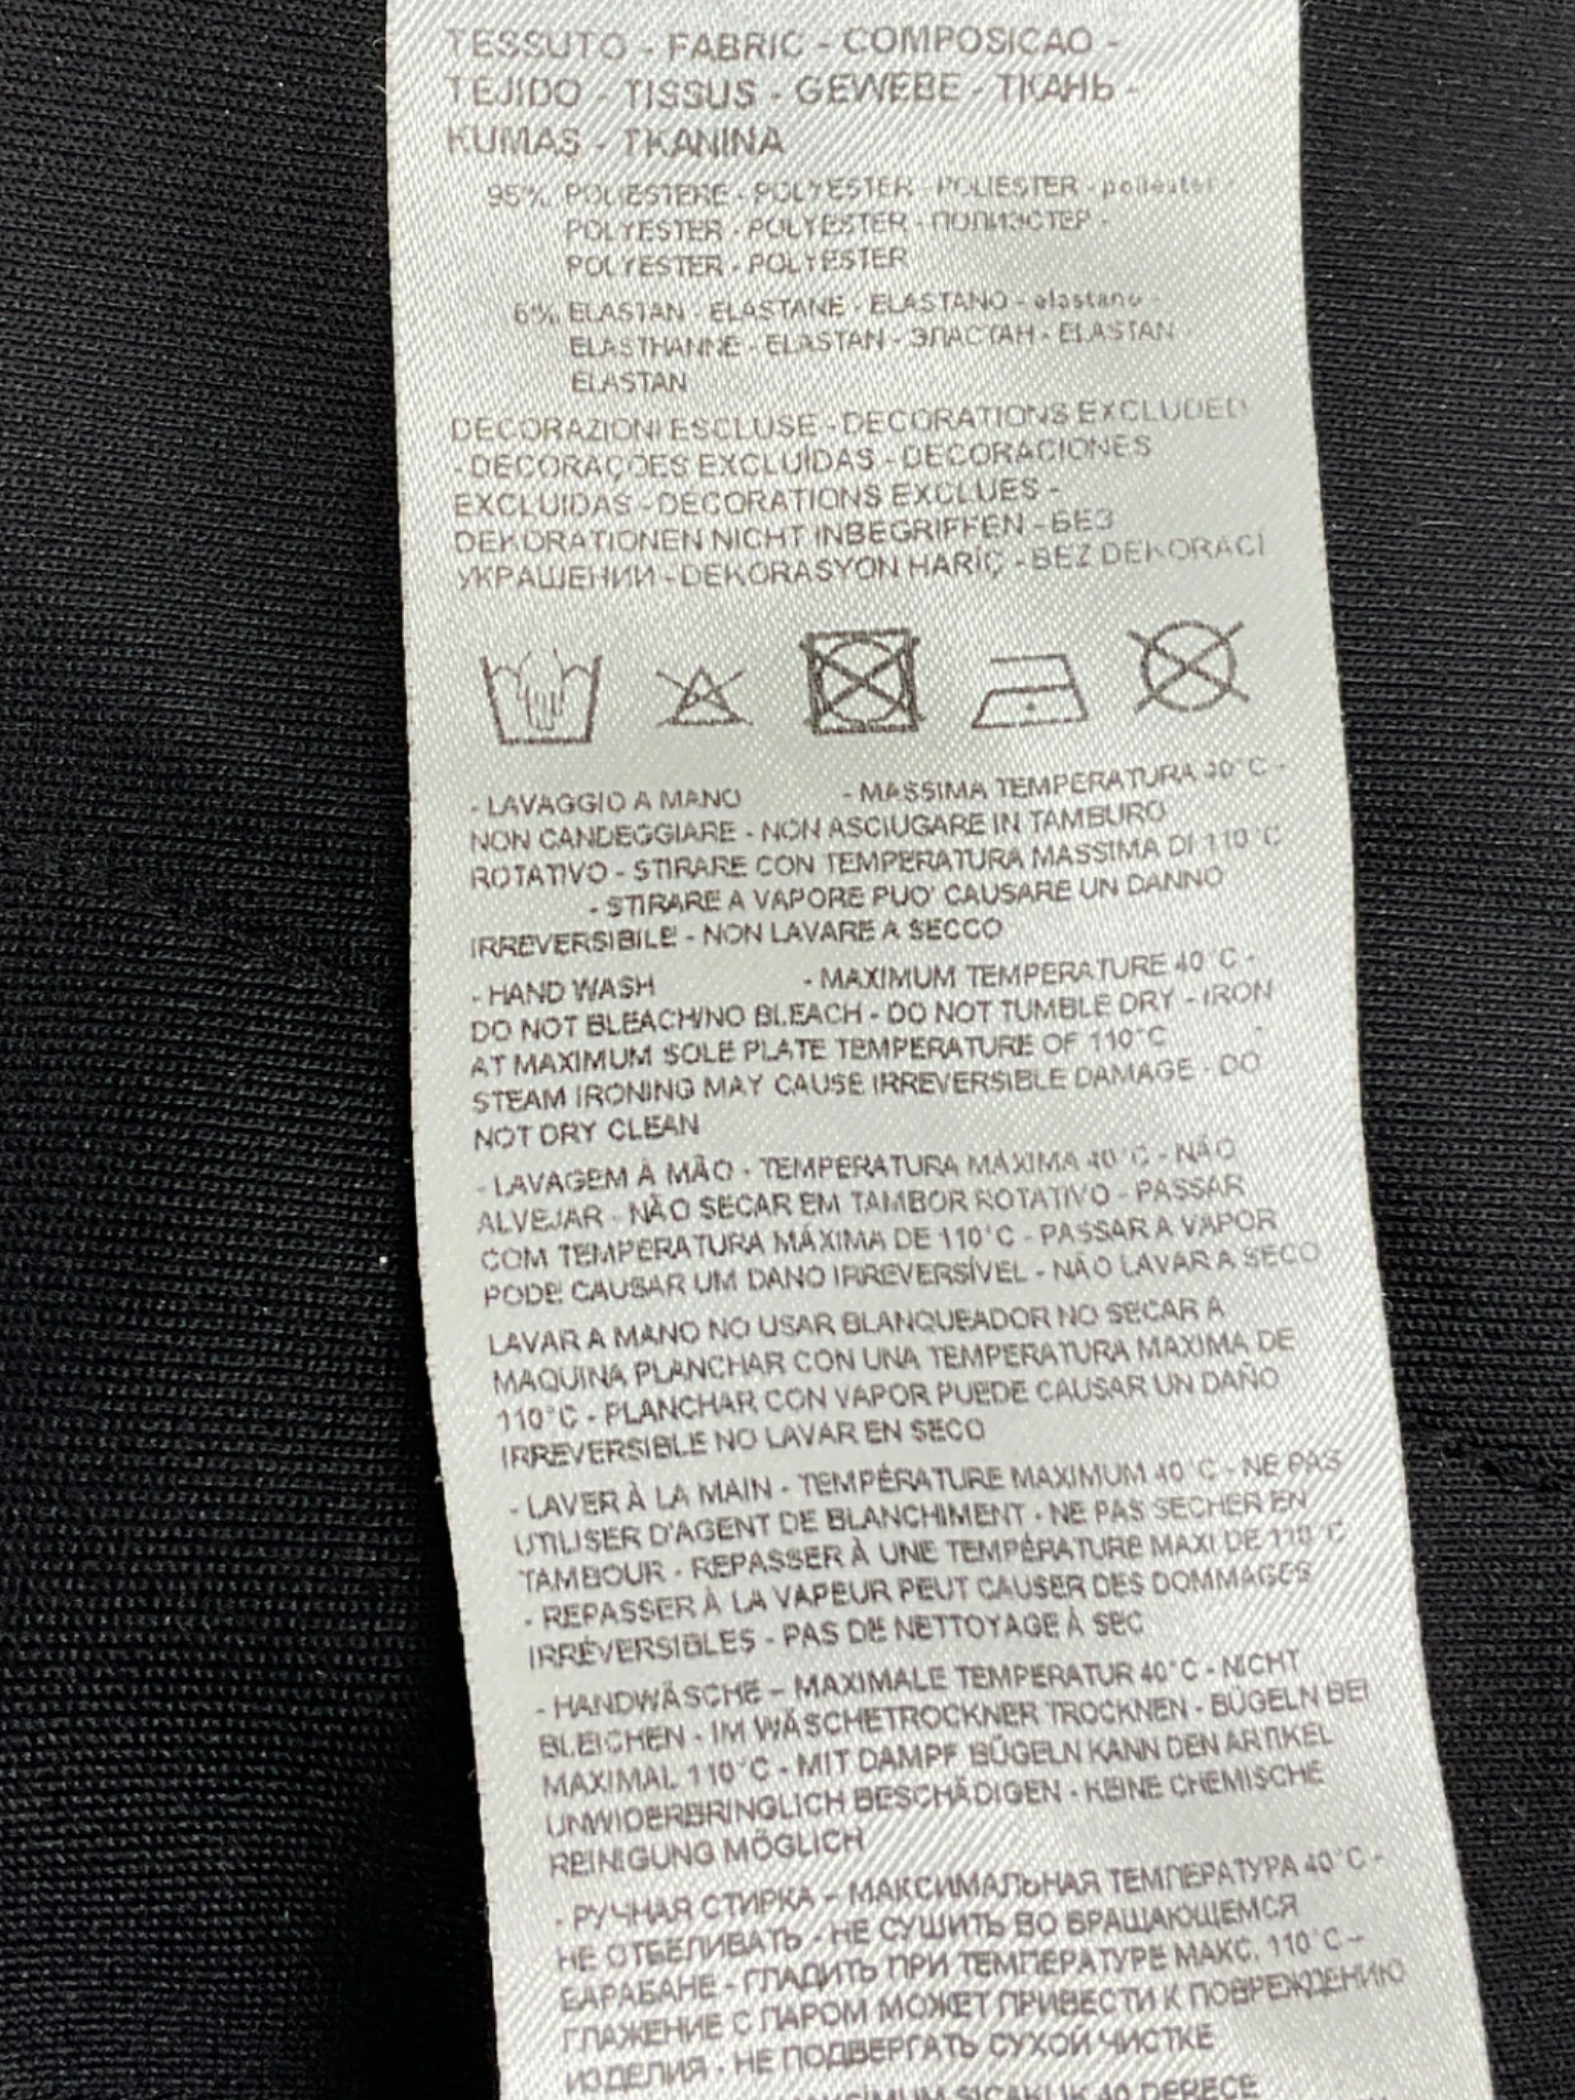 TESSUTO - FABRIC - COMPOSICAO -
TEJIDO - TISSUS - GEWEBE - ТКАНЬ -
KUMAS - TKANINA
95% POLIESTERE - POLYESTER - POLIESTER - poliester -
POLYESTER - POLYESTER - ПОЛИЭСТЕР -
POLYESTER - POLYESTER
ELASTAN - ELASTANE - ELASTANO - elastano -
ELASTHANNE - ELASTAN - ЭЛАСТАН - ELASTAN
ELASTAN
DECORAZIONI ESCLUSE - DECORATIONS EXCLUDED
- DECORAÇOES EXCLUÍDAS - DECORACIONES
EXCLUIDAS - DECORATIONS EXCLUES -
DEKORATIONEN NICHT INBEGRIFFEN - БЕЗ
УКРАШЕНИИ - DEKORASYON HARİÇ - BEZ DEKORACÍ
- LAVAGGIO A MANO - MASSIMA TEMPERATURA 40°C -
NON CANDEGGIARE - NON ASCIUGARE IN TAMBURO
ROTATIVO - STIRARE CON TEMPERATURA MASSIMA DI 110°C
- STIRARE A VAPORE PUO' CAUSARE UN DANNO
IRREVERSIBILE - NON LAVARE A SECCO
- HAND WASH - MAXIMUM TEMPERATURE 40°C -
DO NOT BLEACH/NO BLEACH - DO NOT TUMBLE DRY - IRON
AT MAXIMUM SOLE PLATE TEMPERATURE OF 110°C -
STEAM IRONING MAY CAUSE IRREVERSIBLE DAMAGE - DO
NOT DRY CLEAN
- LAVAGEM À MÃO - TEMPERATURA MÁXIMA 40°C - NÃO
ALVEJAR - NÃO SECAR EM TAMBOR ROTATIVO - PASSAR
COM TEMPERATURA MÁXIMA DE 110°C - PASSAR A VAPOR
PODE CAUSAR UM DANO IRREVERSÍVEL - NÃO LAVAR A SECO
LAVAR A MANO NO USAR BLANQUEADOR NO SECAR A
MAQUINA PLANCHAR CON UNA TEMPERATURA MAXIMA DE
110°C - PLANCHAR CON VAPOR PUEDE CAUSAR UN DAÑO
IRREVERSIBLE NO LAVAR EN SECO
- LAVER À LA MAIN - TEMPÉRATURE MAXIMUM 40°C - NE PAS
UTILISER D'AGENT DE BLANCHIMENT - NE PAS SECHER EN
TAMBOUR - REPASSER À UNE TEMPÉRATURE MAXI DE 110°C
- REPASSER À LA VAPEUR PEUT CAUSER DES DOMMAGES
IRRÉVERSIBLES - PAS DE NETTOYAGE À SEC
- HANDWÄSCHE – MAXIMALE TEMPERATUR 40°C - NICHT
BLEICHEN - IM WÄSCHETROCKNER TROCKNEN - BÜGELN BEI
MAXIMAL 110°C - MIT DAMPF BÜGELN KANN DEN ARTIKEL
UNWIDERBRINGLICH BESCHÄDIGEN - KEINE CHEMISCHE
REINIGUNG MÖGLICH
- РУЧНАЯ СТИРКА – МАКСИМАЛЬНАЯ ТЕМПЕРАТУРА 40°C -
НЕ ОТБЕЛИВАТЬ - НЕ СУШИТЬ ВО ВРАЩАЮЩЕМСЯ
БАРАБАНЕ - ГЛАДИТЬ ПРИ ТЕМПЕРАТУРЕ МАКС. 110°C –
ГЛАЖЕНИЕ С ПАРОМ МОЖЕТ ПРИВЕСТИ К ПОВРЕЖДЕНИЮ
ИЗДЕЛИЯ - НЕ ПОДВЕРГАТЬ СУХОЙ ЧИСТКЕ
SICAKLIK 40 DERECE